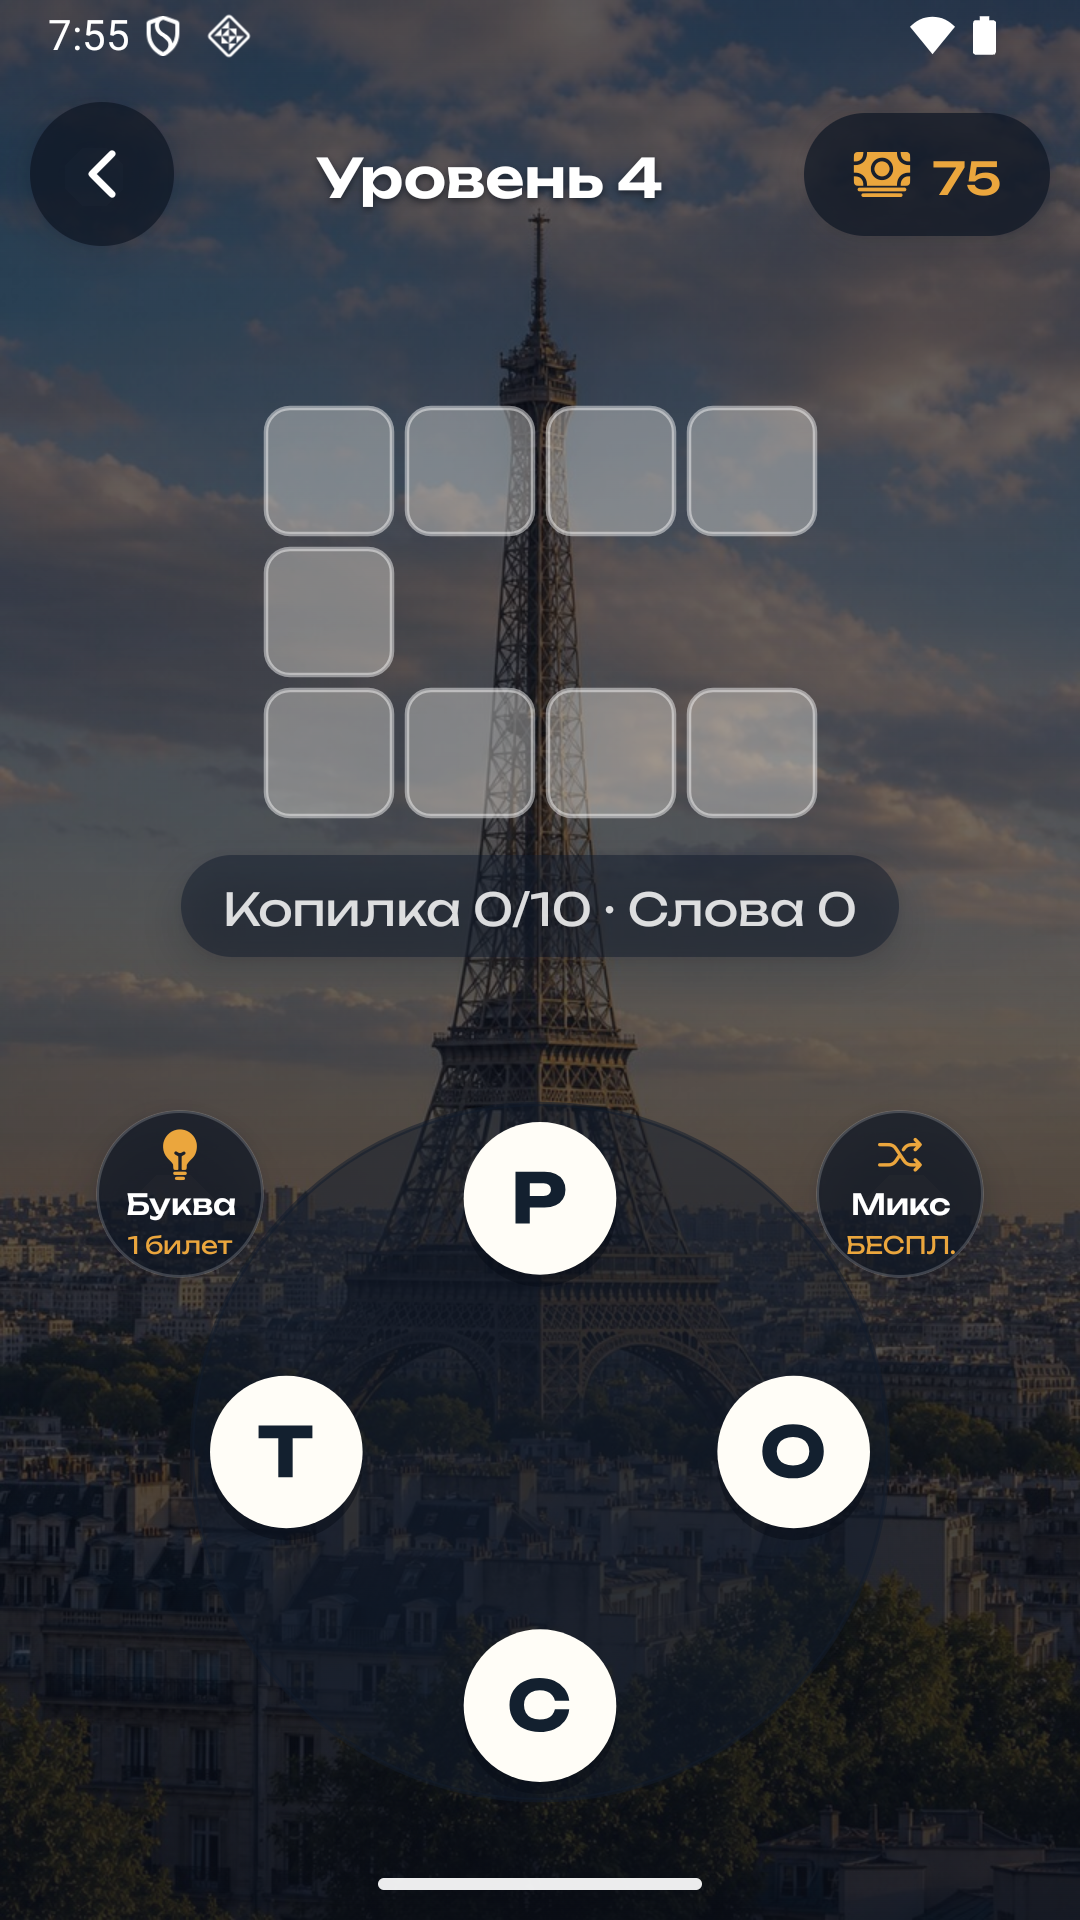 7:55
Уровень 4
75
Копилка 0/10 · Слова 0
Буква
1 билет
Р
Микс
БЕСПЛ.
Т
О
С